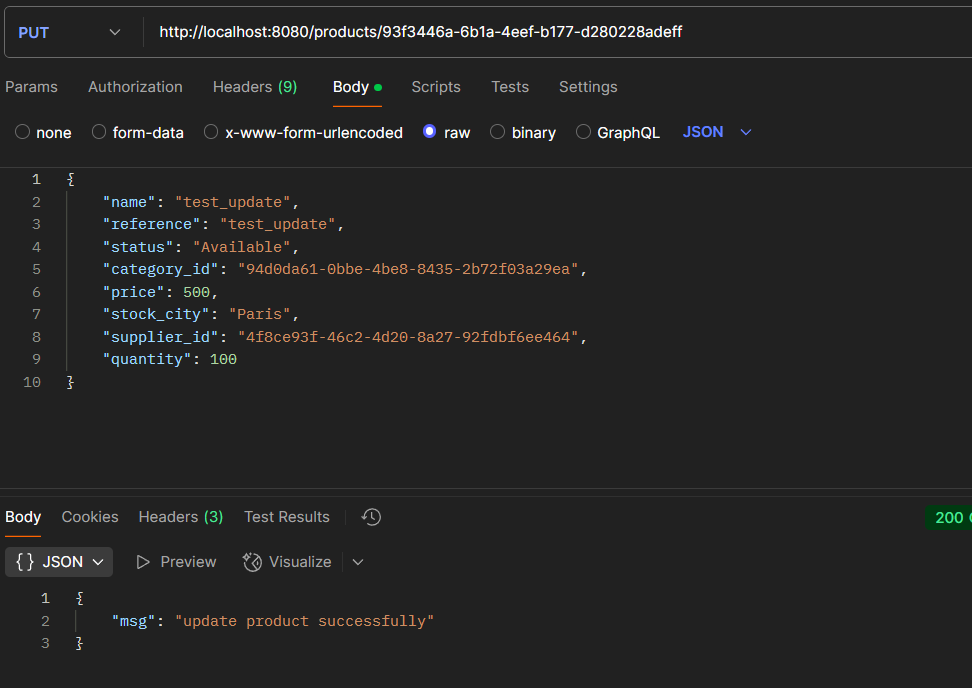 PUT http://localhost:8080/products/93f3446a-6b1a-4eef-b177-d280228adeff
Params Authorization Headers (9) Body Scripts Tests Settings
none form-data x-www-form-urlencoded raw binary GraphQL JSON
1 {
2 "name": "test_update",
3 "reference": "test_update",
4 "status": "Available",
5 "category_id": "94d0da61-0bbe-4be8-8435-2b72f03a29ea",
6 "price": 500,
7 "stock_city": "Paris",
8 "supplier_id": "4f8ce93f-46c2-4d20-8a27-92fdbf6ee464",
9 "quantity": 100
10 }
Body Cookies Headers (3) Test Results 200
{} JSON Preview Visualize
1 {
2 "msg": "update product successfully"
3 }